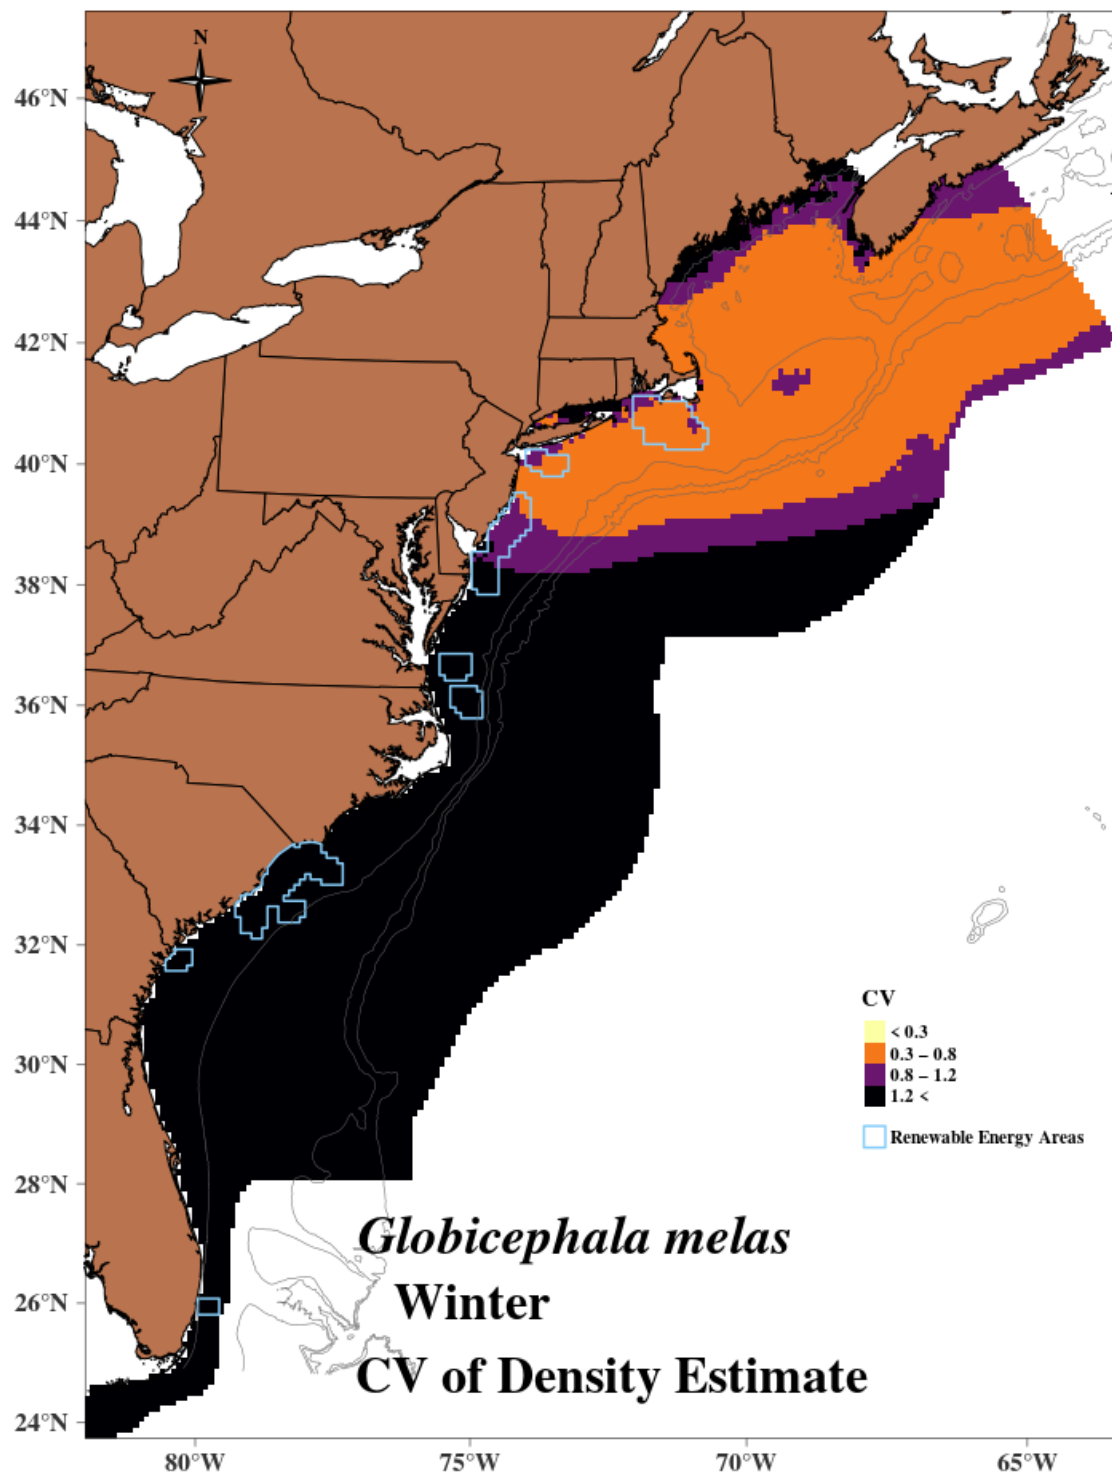 N
46°N
44°N
42°N
40°N
38°N
36°N
34°N
32°N
30°N
28°N
26°N
24°N
CV
< 0.3
0.3 – 0.8
0.8 – 1.2
1.2 <
Renewable Energy Areas
Globicephala melas
Winter
CV of Density Estimate
80°W
75°W
70°W
65°W